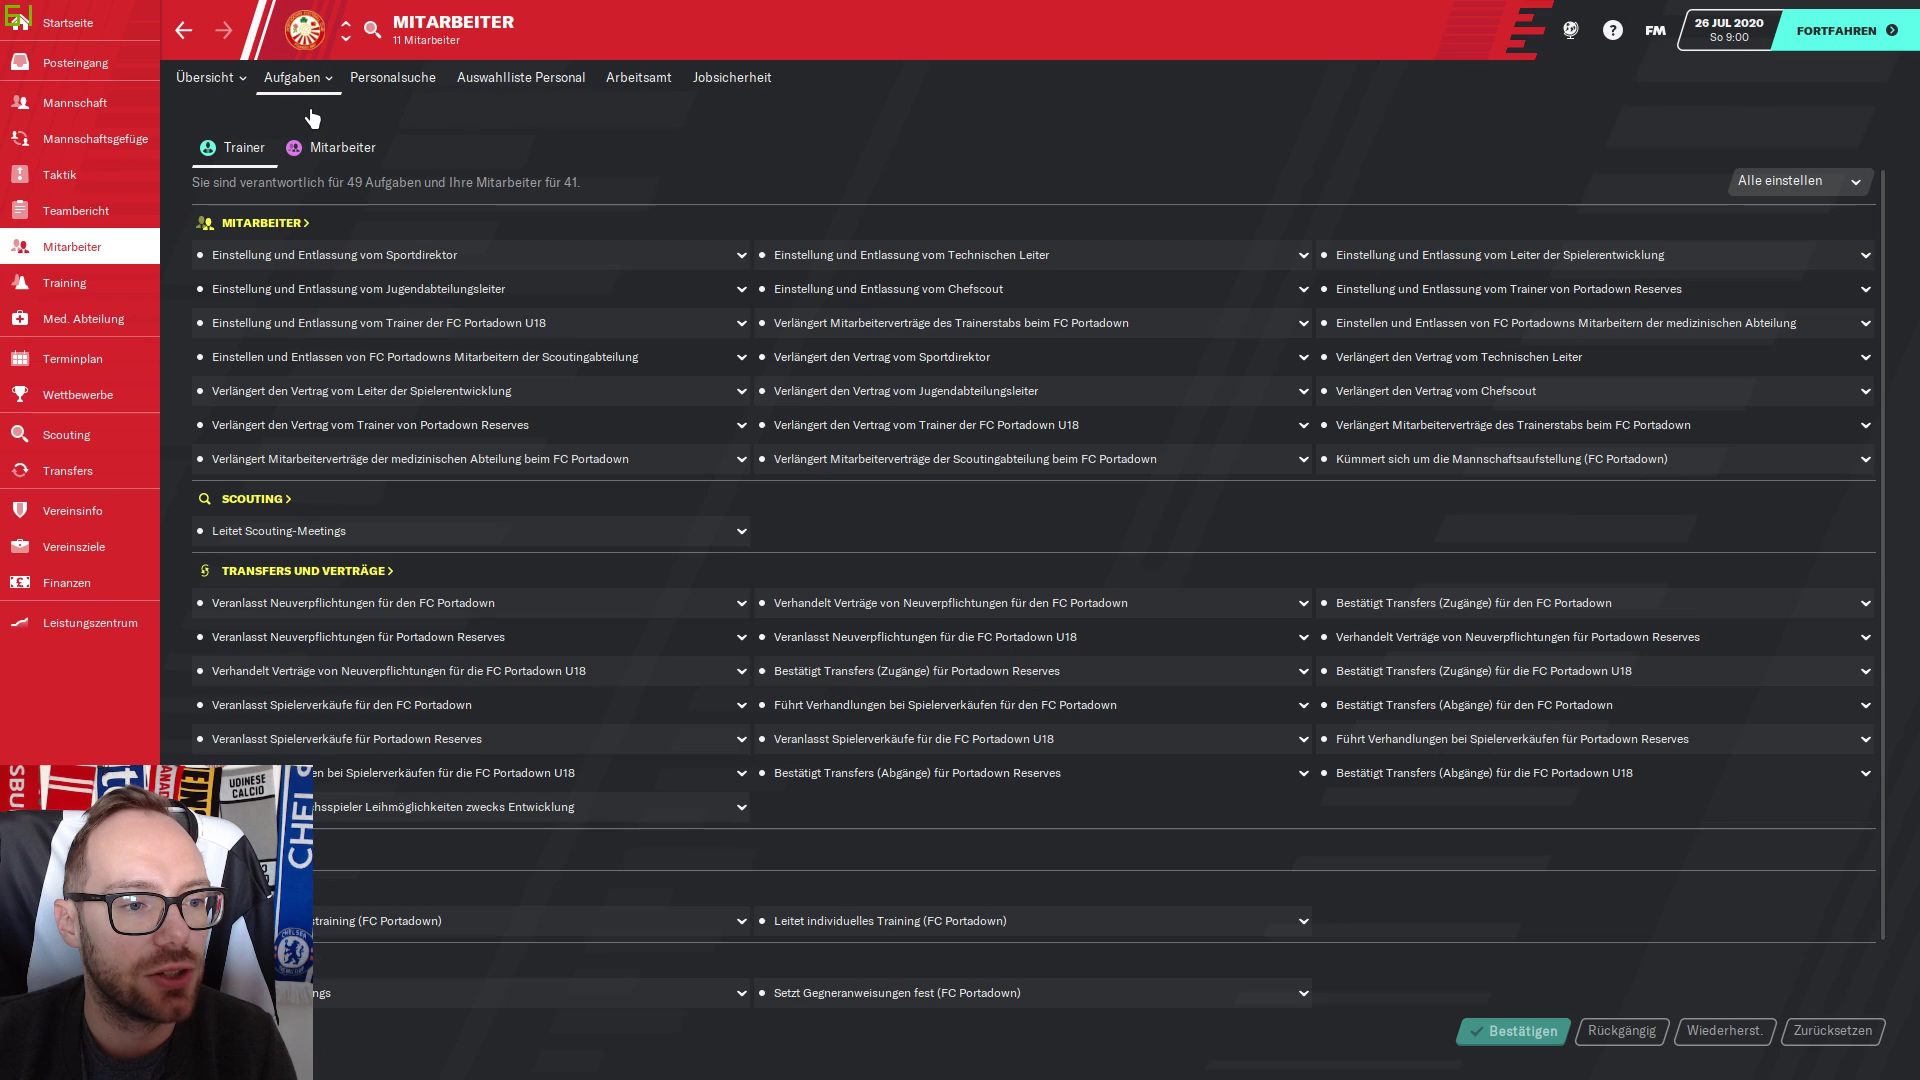 Startseite
Posteingang
Mannschaft
Mannschaftsgefüge
Taktik
Teambericht
Mitarbeiter
Training
Med. Abteilung
Terminplan
Wettbewerbe
Scouting
Transfers
Vereinsinfo
Vereinsziele
Finanzen
Leistungszentrum
MITARBEITER
11 Mitarbeiter
FM
26 JUL 2020
So 9:00
FORTFAHREN
Übersicht Aufgaben Personalsuche Auswahlliste Personal Arbeitsamt Jobsicherheit
Trainer Mitarbeiter
Sie sind verantwortlich für 49 Aufgaben und Ihre Mitarbeiter für 41.
Alle einstellen
MITARBEITER
Einstellung und Entlassung vom Sportdirektor Einstellung und Entlassung vom Technischen Leiter Einstellung und Entlassung vom Leiter der Spielerentwicklung
Einstellung und Entlassung vom Jugendabteilungsleiter Einstellung und Entlassung vom Chefscout Einstellung und Entlassung vom Trainer von Portadown Reserves
Einstellung und Entlassung vom Trainer der FC Portadown U18 Verlängert Mitarbeiterverträge des Trainerstabs beim FC Portadown Einstellen und Entlassen von FC Portadowns Mitarbeitern der medizinischen Abteilung
Einstellen und Entlassen von FC Portadowns Mitarbeitern der Scoutingabteilung Verlängert den Vertrag vom Sportdirektor Verlängert den Vertrag vom Technischen Leiter
Verlängert den Vertrag vom Leiter der Spielerentwicklung Verlängert den Vertrag vom Jugendabteilungsleiter Verlängert den Vertrag vom Chefscout
Verlängert den Vertrag vom Trainer von Portadown Reserves Verlängert den Vertrag vom Trainer der FC Portadown U18 Verlängert Mitarbeiterverträge des Trainerstabs beim FC Portadown
Verlängert Mitarbeiterverträge der medizinischen Abteilung beim FC Portadown Verlängert Mitarbeiterverträge der Scoutingabteilung beim FC Portadown Kümmert sich um die Mannschaftsaufstellung (FC Portadown)
SCOUTING
Leitet Scouting-Meetings
TRANSFERS UND VERTRÄGE
Veranlasst Neuverpflichtungen für den FC Portadown Verhandelt Verträge von Neuverpflichtungen für den FC Portadown Bestätigt Transfers (Zugänge) für den FC Portadown
Veranlasst Neuverpflichtungen für Portadown Reserves Veranlasst Neuverpflichtungen für die FC Portadown U18 Verhandelt Verträge von Neuverpflichtungen für Portadown Reserves
Verhandelt Verträge von Neuverpflichtungen für die FC Portadown U18 Bestätigt Transfers (Zugänge) für Portadown Reserves Bestätigt Transfers (Zugänge) für die FC Portadown U18
Veranlasst Spielerverkäufe für den FC Portadown Führt Verhandlungen bei Spielerverkäufen für den FC Portadown Bestätigt Transfers (Abgänge) für den FC Portadown
Veranlasst Spielerverkäufe für Portadown Reserves Veranlasst Spielerverkäufe für die FC Portadown U18 Führt Verhandlungen bei Spielerverkäufen für Portadown Reserves
en bei Spielerverkäufen für die FC Portadown U18 Bestätigt Transfers (Abgänge) für Portadown Reserves Bestätigt Transfers (Abgänge) für die FC Portadown U18
hsspieler Leihmöglichkeiten zwecks Entwicklung
straining (FC Portadown) Leitet individuelles Training (FC Portadown)
ngs Setzt Gegneranweisungen fest (FC Portadown)
Bestätigen Rückgängig Wiederherst. Zurücksetzen
UDINESE
CALCIO
CHEL